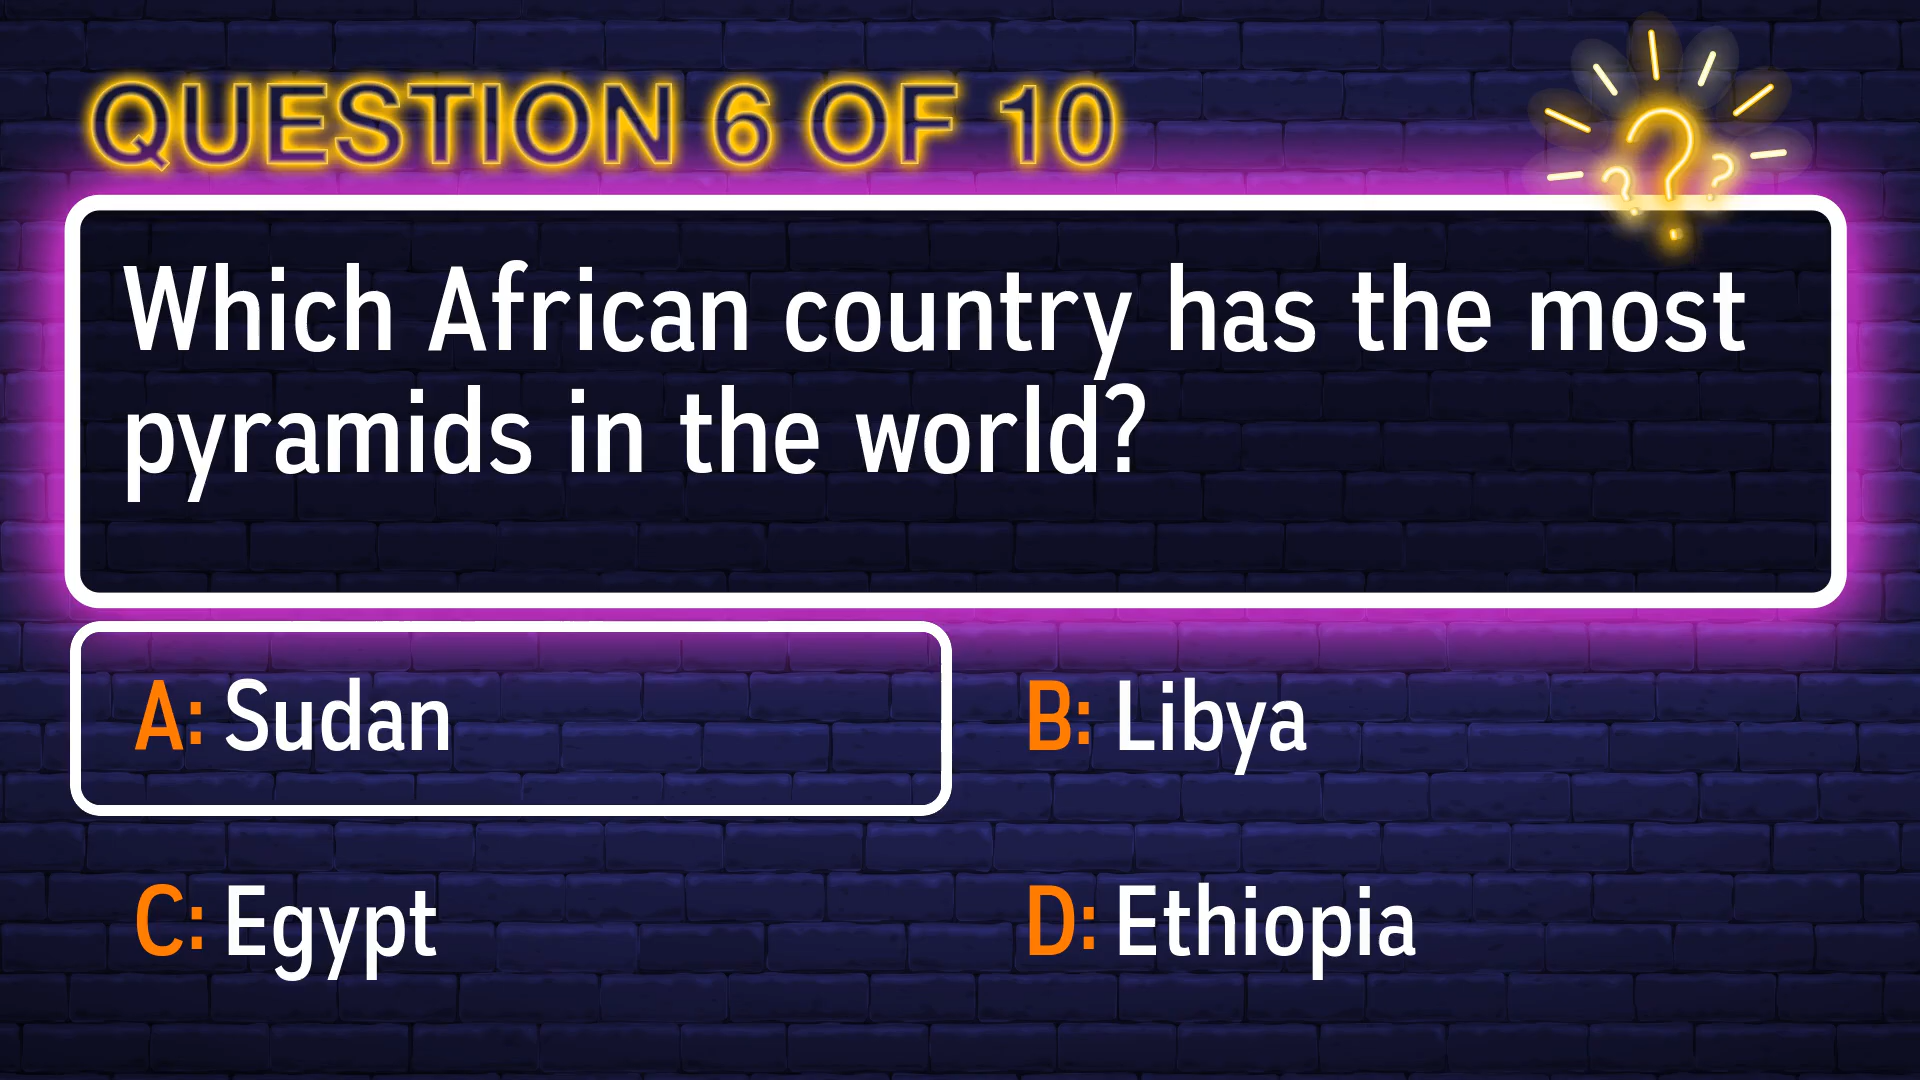 QUESTION 6 OF 10
Which African country has the most
pyramids in the world?
A: Sudan
B: Libya
C: Egypt
D: Ethiopia